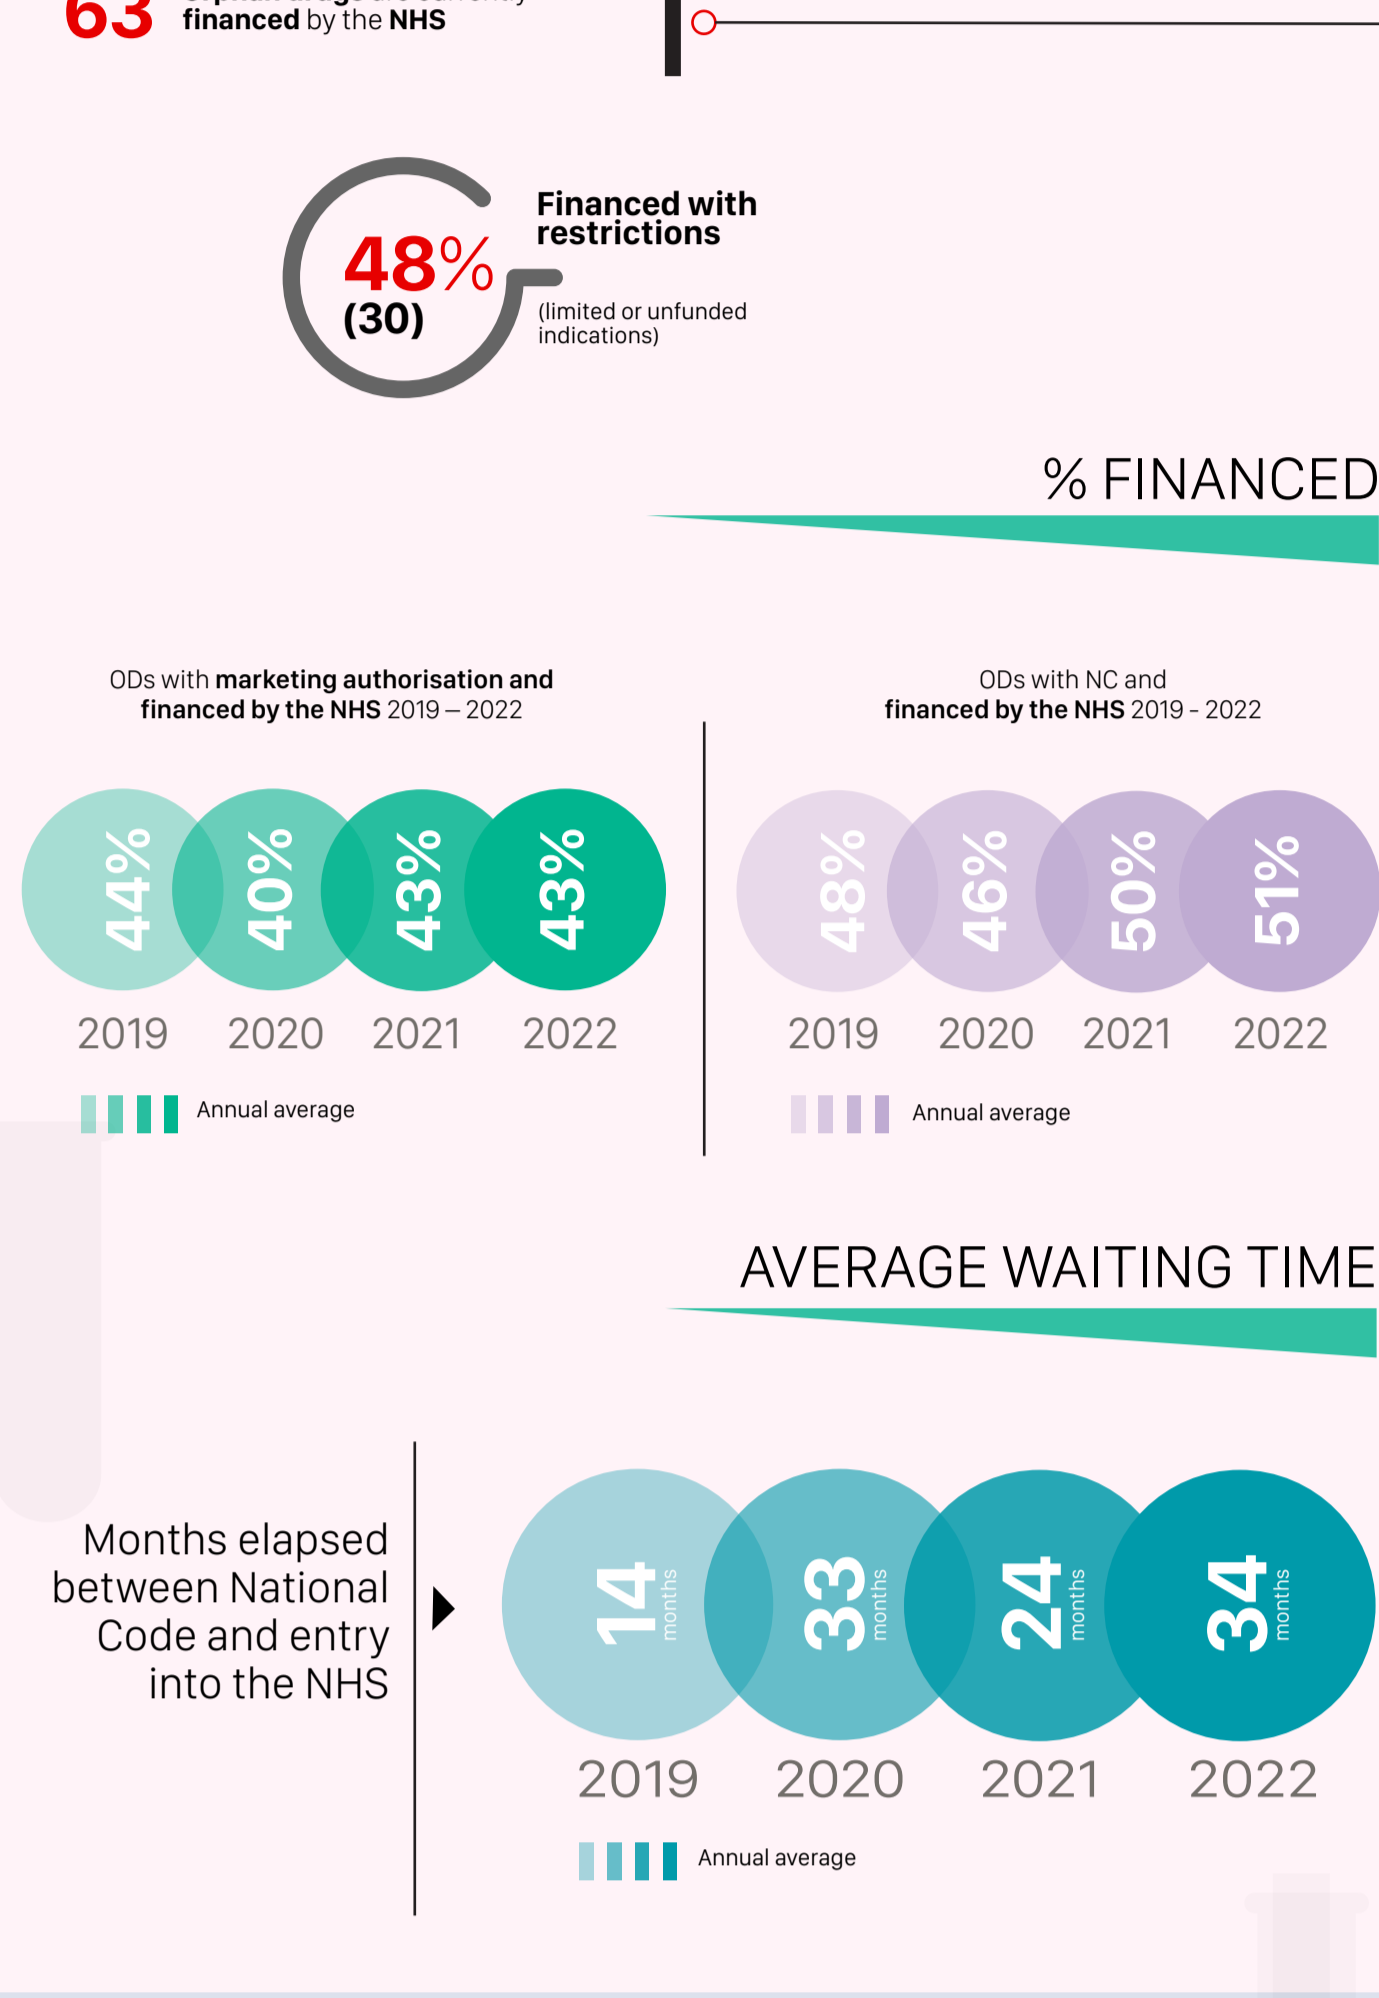 63
Orphan drugs are currently
financed by the NHS
48%
(30)
Financed with
restrictions
(limited or unfunded
indications)
% FINANCED
ODs with marketing authorisation and
financed by the NHS 2019 – 2022
44%
40%
43%
43%
2019
2020
2021
2022
Annual average
ODs with NC and
financed by the NHS 2019 - 2022
48%
46%
50%
51%
2019
2020
2021
2022
Annual average
AVERAGE WAITING TIME
Months elapsed
between National
Code and entry
into the NHS
14
months
33
months
24
months
34
months
2019
2020
2021
2022
Annual average